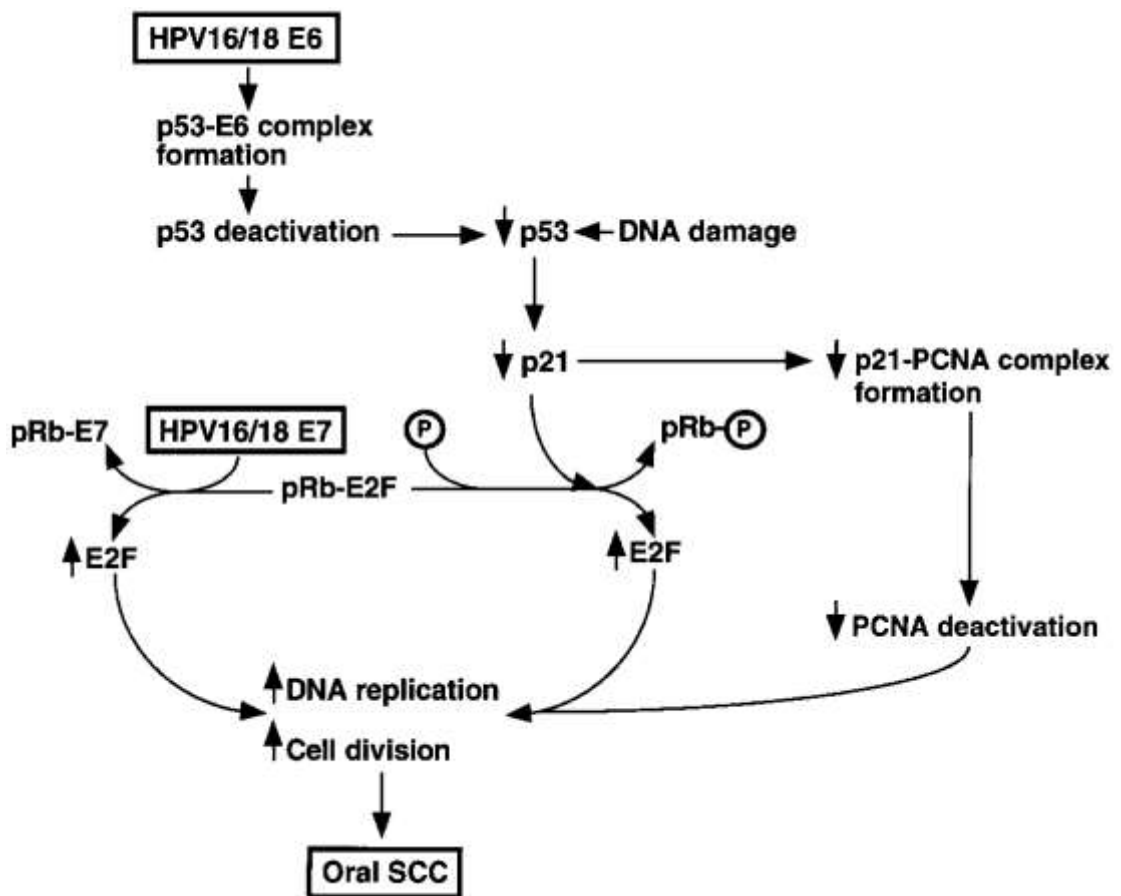 HPV16/18 E6
p53-E6 complex
formation
p53 deactivation
p53
DNA damage
p21
p21-PCNA complex
formation
pRb-E7
HPV16/18 E7
P
pRb-P
pRb-E2F
E2F
E2F
PCNA deactivation
DNA replication
Cell division
Oral SCC